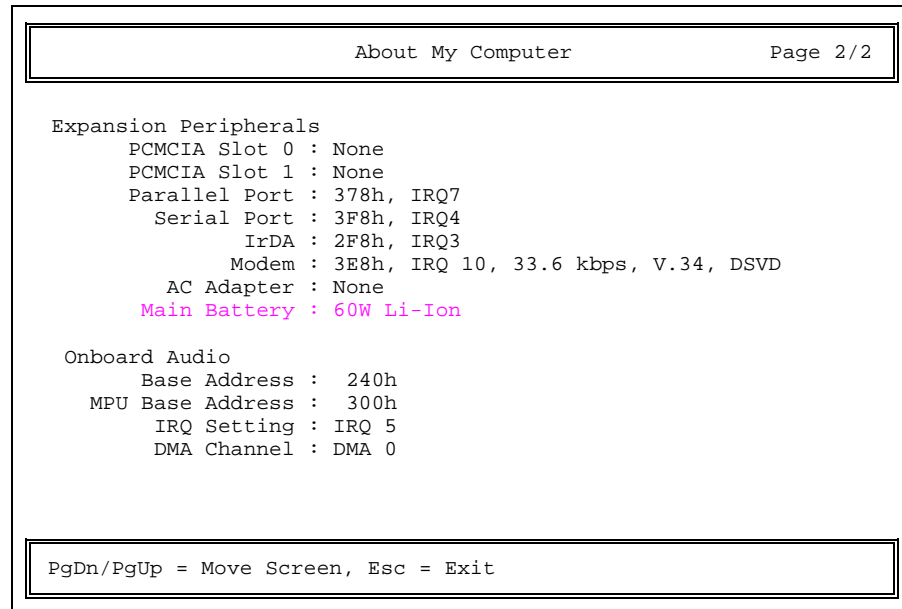 About My Computer Page 2/2
Expansion Peripherals
PCMCIA Slot 0 : None
PCMCIA Slot 1 : None
Parallel Port : 378h, IRQ7
Serial Port : 3F8h, IRQ4
IrDA : 2F8h, IRQ3
Modem : 3E8h, IRQ 10, 33.6 kbps, V.34, DSVD
AC Adapter : None
Main Battery : 60W Li-Ion
Onboard Audio
Base Address : 240h
MPU Base Address : 300h
IRQ Setting : IRQ 5
DMA Channel : DMA 0
PgDn/PgUp = Move Screen, Esc = Exit